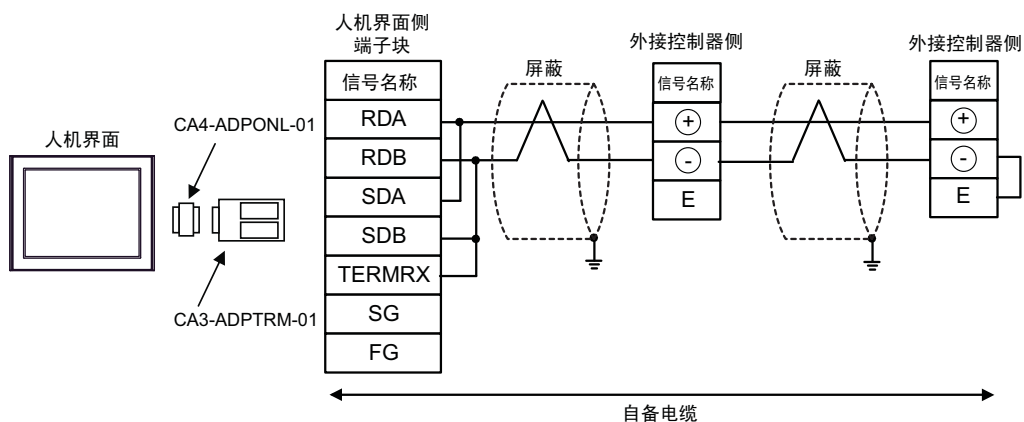 人机界面
CA4-ADPONL-01
CA3-ADPTRM-01
人机界面侧
端子块
信号名称
RDA
RDB
SDA
SDB
TERMRX
SG
FG
屏蔽
外接控制器侧
信号名称
+
-
E
屏蔽
外接控制器侧
信号名称
+
-
E
自备电缆